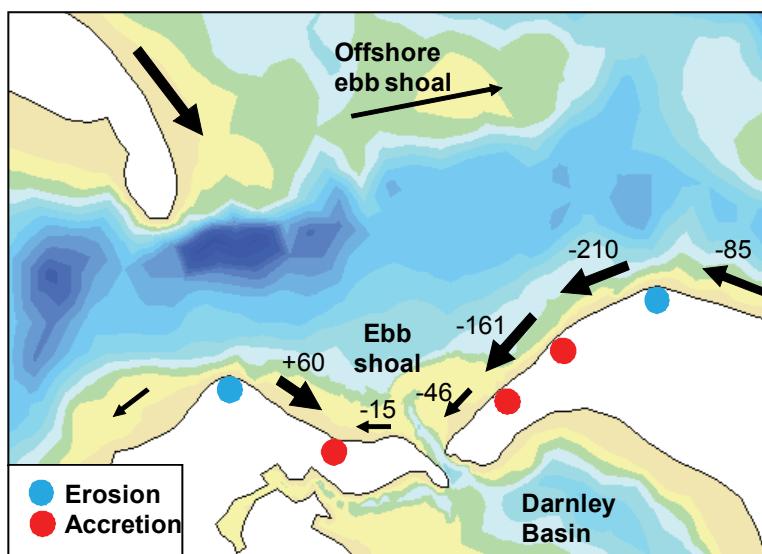 Offshore
ebb shoal
-210
-85
-161
Ebb
shoal
+60
-46
-15
Erosion
Accretion
Darnley
Basin